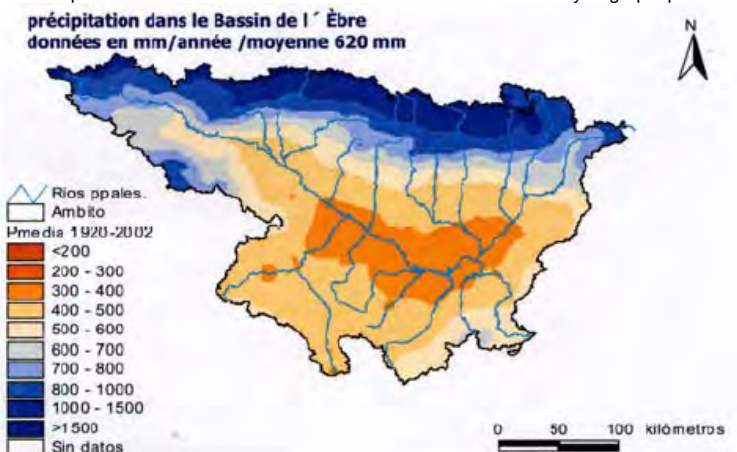 précipitation dans le Bassin de l´ Èbre
données en mm/année /moyenne 620 mm
N
Rios ppales.
Ambito
Pmedia 1920-2002
<200
200 - 300
300 - 400
400 - 500
500 - 600
600 - 700
700 - 800
800 - 1000
1000 - 1500
>1500
Sin datos
0 50 100 kilómetros